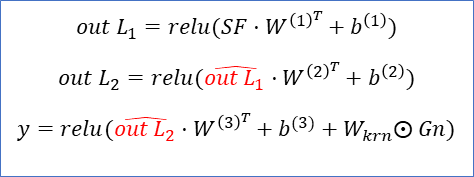 out L₁ = relu(SF · W⁽¹⁾ᵀ + b⁽¹⁾)
out L₂ = relu(out L₁ · W⁽²⁾ᵀ + b⁽²⁾)
y = relu(out L₂ · W⁽³⁾ᵀ + b⁽³⁾ + Wₖᵣₙ⊙ Gn)